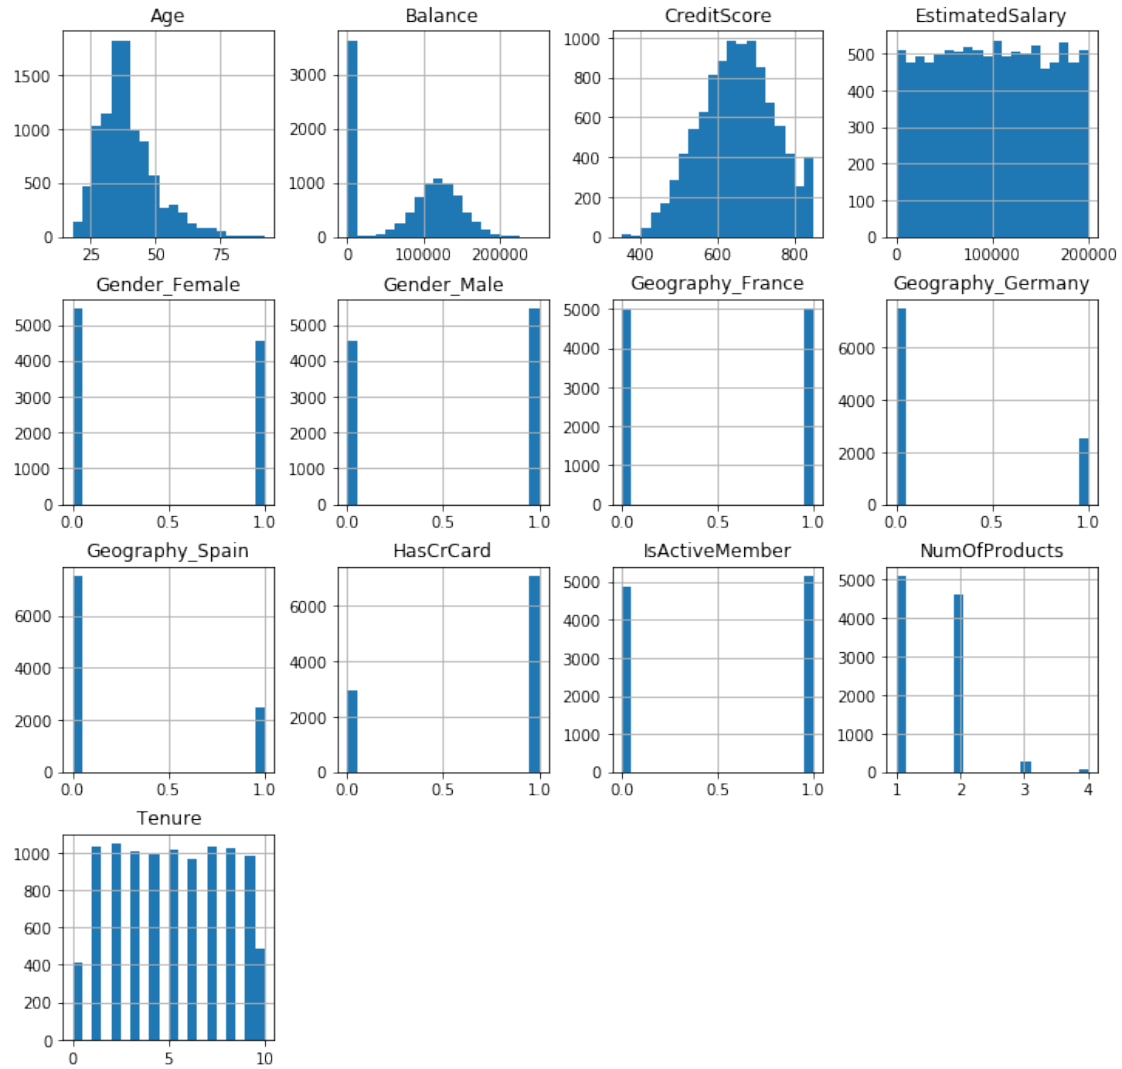 Age
Balance
CreditScore
EstimatedSalary
1500
1000
500
0
25 50 75
3000
2000
1000
0
0 100000 200000
1000
800
600
400
200
0
400 600 800
500
400
300
200
100
0
0 100000 200000
Gender_Female
Gender_Male
Geography_France
Geography_Germany
5000
4000
3000
2000
1000
0
0.0 0.5 1.0
5000
4000
3000
2000
1000
0
0.0 0.5 1.0
5000
4000
3000
2000
1000
0
0.0 0.5 1.0
6000
4000
2000
0
0.0 0.5 1.0
Geography_Spain
HasCrCard
IsActiveMember
NumOfProducts
6000
4000
2000
0
0.0 0.5 1.0
6000
4000
2000
0
0.0 0.5 1.0
5000
4000
3000
2000
1000
0
0.0 0.5 1.0
5000
4000
3000
2000
1000
0
1 2 3 4
Tenure
1000
800
600
400
200
0
0 5 10